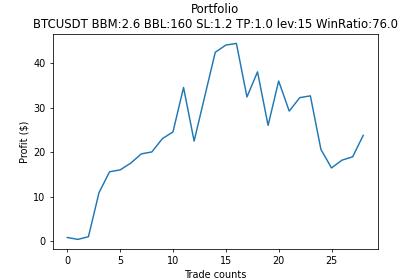 Portfolio
BTCUSDT BBM:2.6 BBL:160 SL:1.2 TP:1.0 lev:15 WinRatio:76.0
Profit ($)
40
30
20
10
0
0 5 10 15 20 25
Trade counts